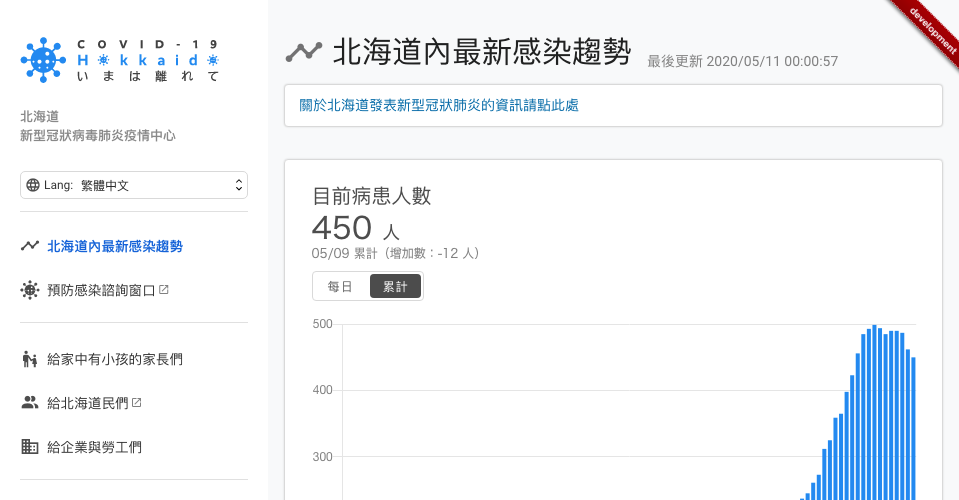 COVID-19
Hokkaido
いまは離れて
北海道
新型冠狀病毒肺炎疫情中心
Lang: 繁體中文
北海道內最新感染趨勢
預防感染諮詢窗口
給家中有小孩的家長們
給北海道民們
給企業與勞工們
development
北海道內最新感染趨勢 最後更新 2020/05/11 00:00:57
關於北海道發表新型冠狀肺炎的資訊請點此處
目前病患人數
450 人
05/09 累計（增加數：-12 人）
每日 累計
500
400
300